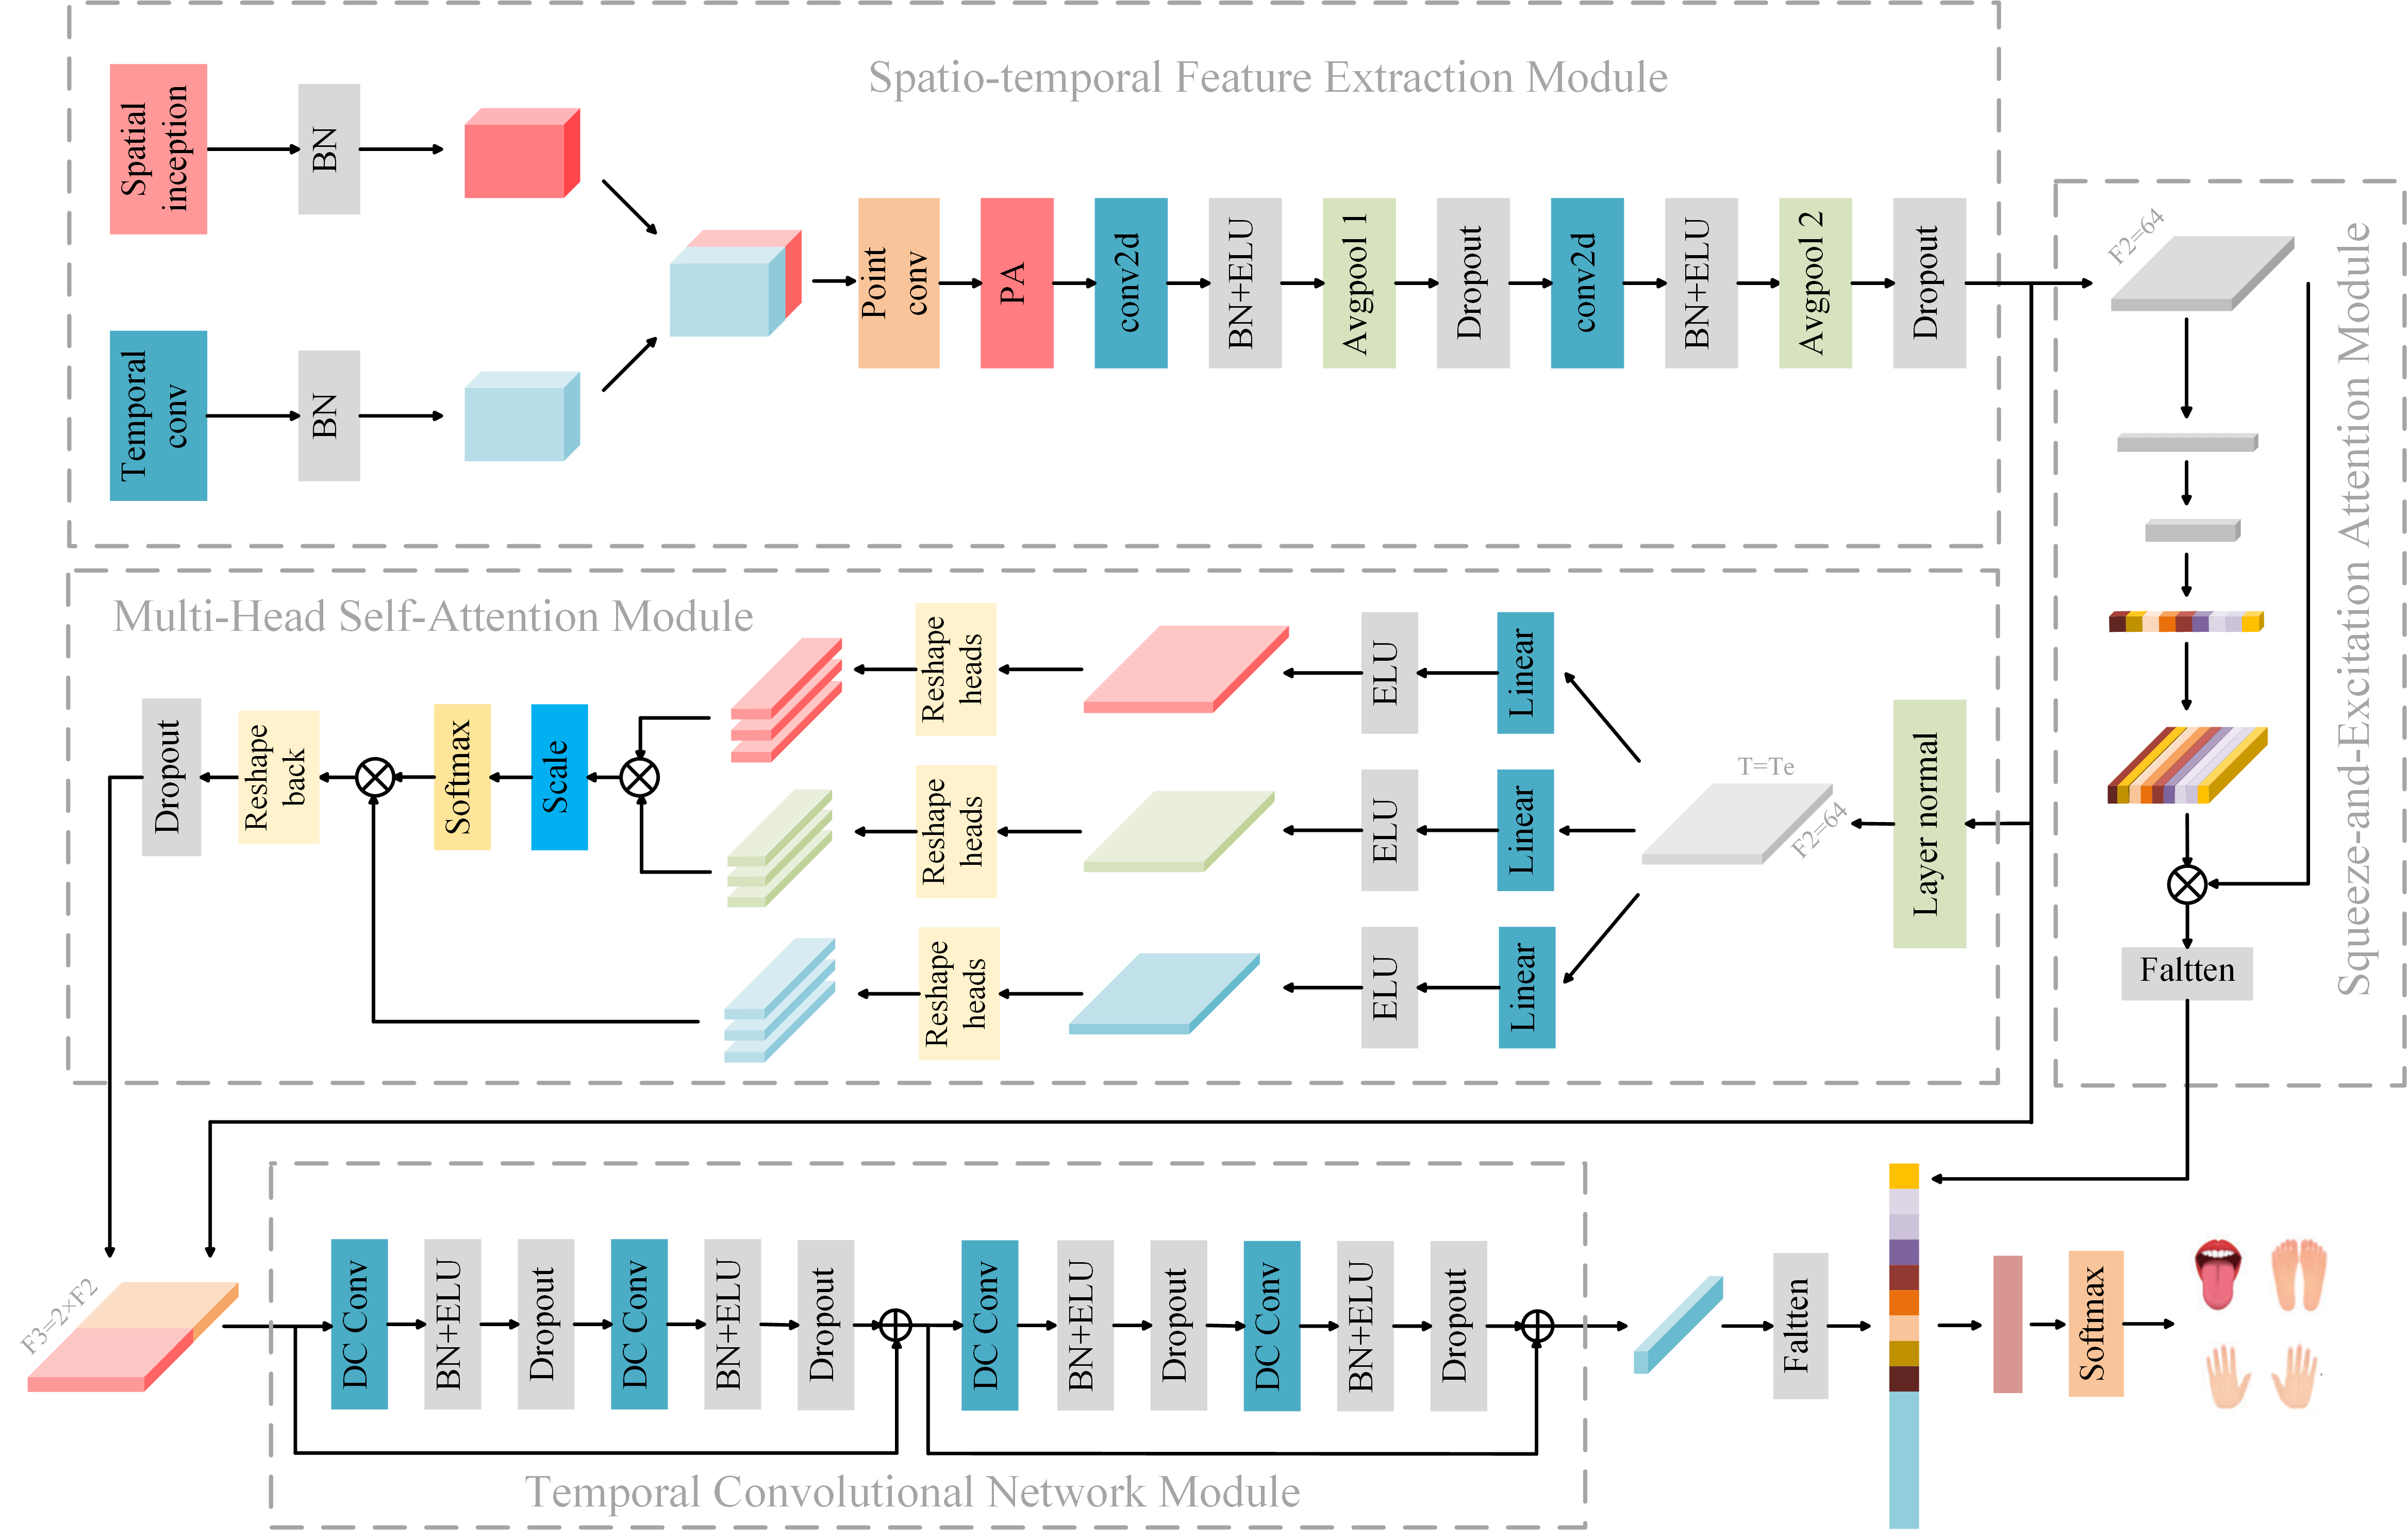 Spatio-temporal Feature Extraction Module
Spatial
inception
BN
Temporal
conv
BN
Point
conv
PA
conv2d
BN+ELU
Avgpool 1
Dropout
conv2d
BN+ELU
Avgpool 2
Dropout
F2=64
Squeeze-and-Excitation Attention Module
Faltten
Multi-Head Self-Attention Module
Dropout
Reshape
back
Softmax
Scale
Reshape
heads
ELU
Linear
Reshape
heads
ELU
Linear
Reshape
heads
ELU
Linear
T=Te
F2=64
Layer normal
F3=2×F2
DC Conv
BN+ELU
Dropout
DC Conv
BN+ELU
Dropout
DC Conv
BN+ELU
Dropout
DC Conv
BN+ELU
Dropout
Temporal Convolutional Network Module
Faltten
Softmax